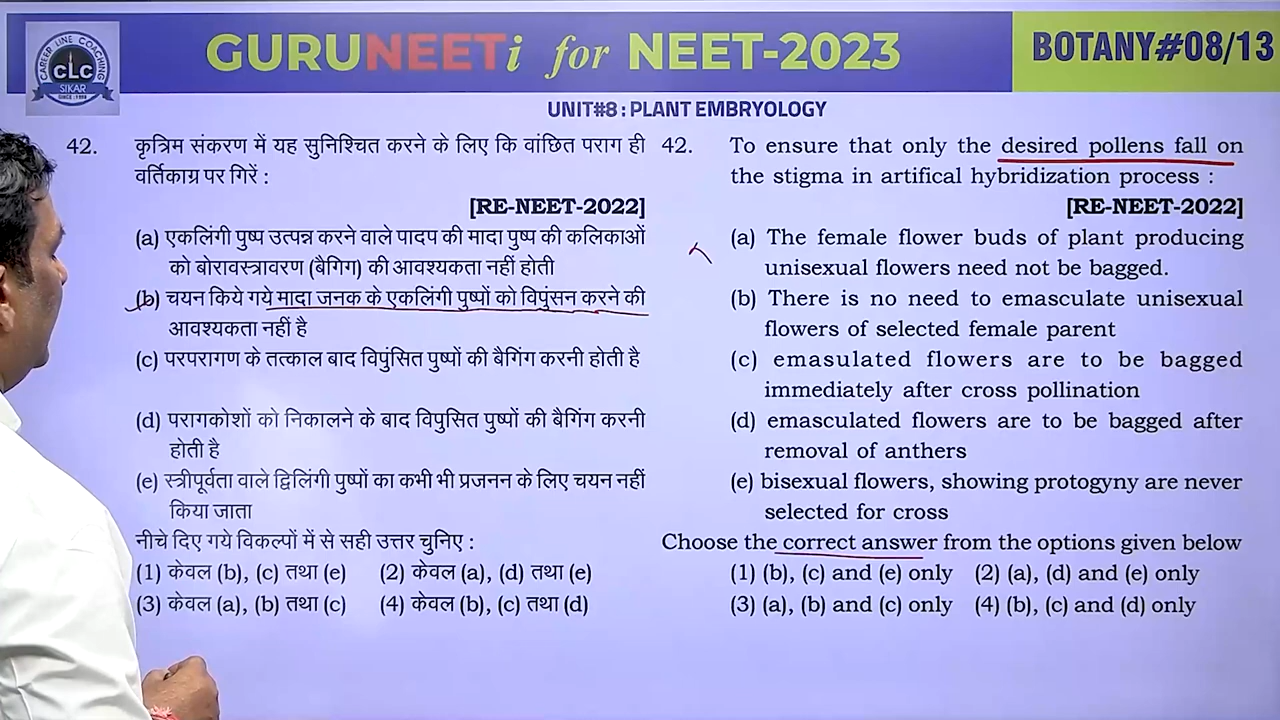 CAREER LINE COACHING
CLC
SIKAR
SINCE : 1996
GURUNEETi for NEET-2023
BOTANY#08/13
UNIT#8 : PLANT EMBRYOLOGY
42. कृत्रिम संकरण में यह सुनिश्चित करने के लिए कि वांछित पराग ही
वर्तिकाग्र पर गिरें :
[RE-NEET-2022]
(a) एकलिंगी पुष्प उत्पन्न करने वाले पादप की मादा पुष्प की कलिकाओं
को बोरावस्त्रावरण (बैगिग) की आवश्यकता नहीं होती
(b) चयन किये गये मादा जनक के एकलिंगी पुष्पों को विपुंसन करने की
आवश्यकता नहीं है
(c) परपरागण के तत्काल बाद विपुंसित पुष्पों की बैगिंग करनी होती है
(d) परागकोशों को निकालने के बाद विपुसित पुष्पों की बैगिंग करनी
होती है
(e) स्त्रीपूर्वता वाले द्विलिंगी पुष्पों का कभी भी प्रजनन के लिए चयन नहीं
किया जाता
नीचे दिए गये विकल्पों में से सही उत्तर चुनिए :
(1) केवल (b), (c) तथा (e) (2) केवल (a), (d) तथा (e)
(3) केवल (a), (b) तथा (c) (4) केवल (b), (c) तथा (d)
42. To ensure that only the desired pollens fall on
the stigma in artifical hybridization process :
[RE-NEET-2022]
(a) The female flower buds of plant producing
unisexual flowers need not be bagged.
(b) There is no need to emasculate unisexual
flowers of selected female parent
(c) emasulated flowers are to be bagged
immediately after cross pollination
(d) emasculated flowers are to be bagged after
removal of anthers
(e) bisexual flowers, showing protogyny are never
selected for cross
Choose the correct answer from the options given below
(1) (b), (c) and (e) only (2) (a), (d) and (e) only
(3) (a), (b) and (c) only (4) (b), (c) and (d) only